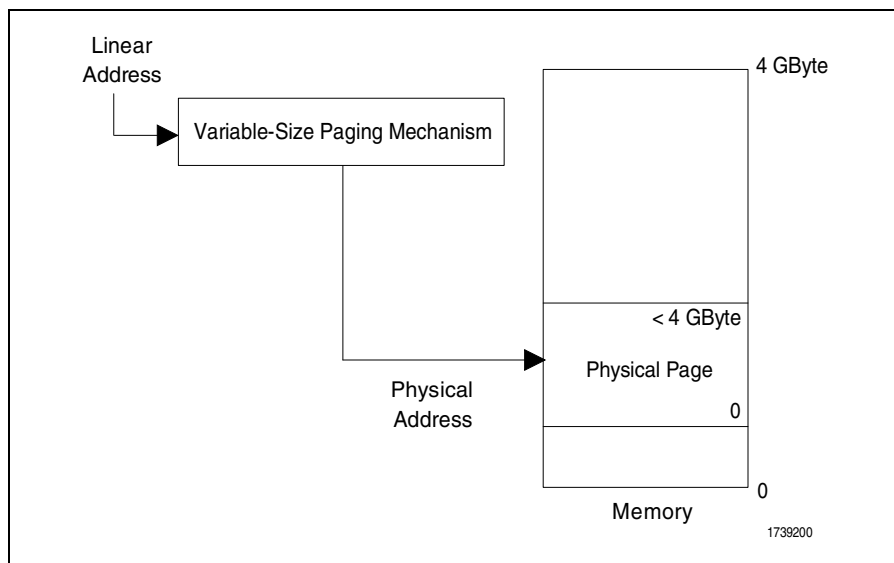 Linear
Address
4 GByte
Variable-Size Paging Mechanism
< 4 GByte
Physical Page
Physical
Address
0
0
Memory
1739200